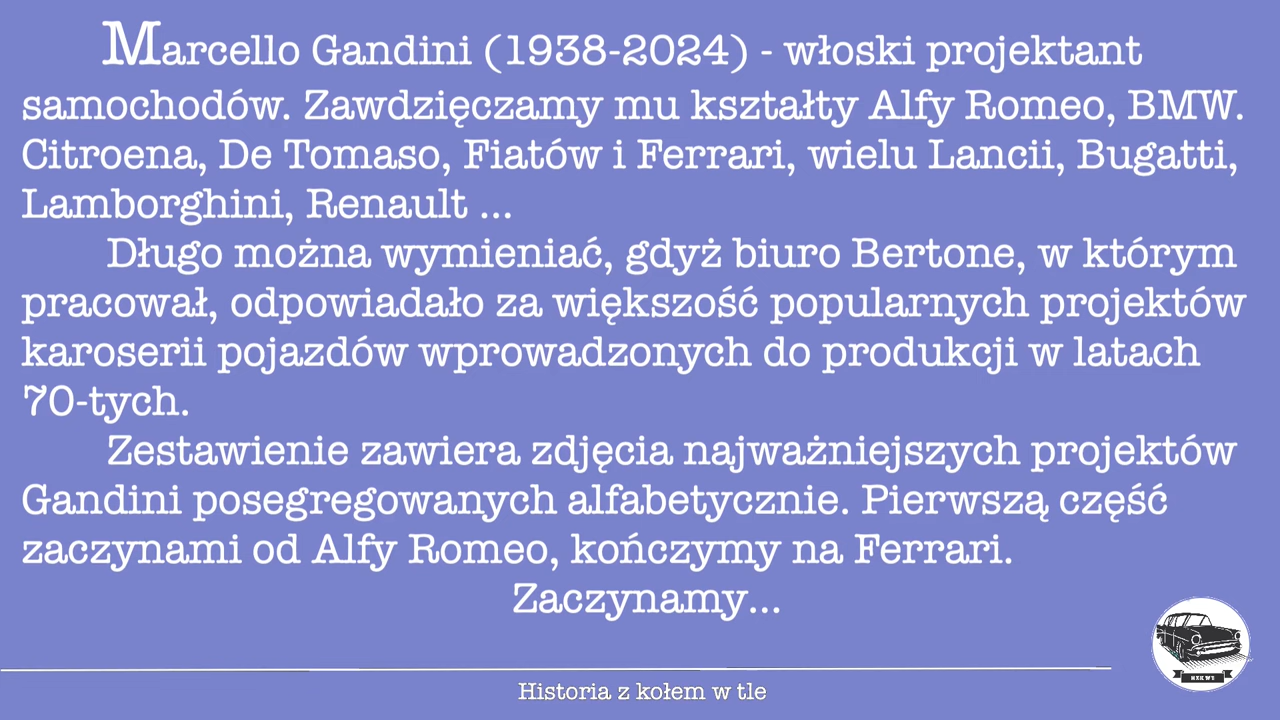 Marcello Gandini (1938-2024) - włoski projektant
samochodów. Zawdzięczamy mu kształty Alfy Romeo, BMW.
Citroena, De Tomaso, Fiatów i Ferrari, wielu Lancii, Bugatti,
Lamborghini, Renault ...
Długo można wymieniać, gdyż biuro Bertone, w którym
pracował, odpowiadało za większość popularnych projektów
karoserii pojazdów wprowadzonych do produkcji w latach
70-tych.
Zestawienie zawiera zdjęcia najważniejszych projektów
Gandini posegregowanych alfabetycznie. Pierwszą część
zaczynami od Alfy Romeo, kończymy na Ferrari.
Zaczynamy...
Historia z kołem w tle